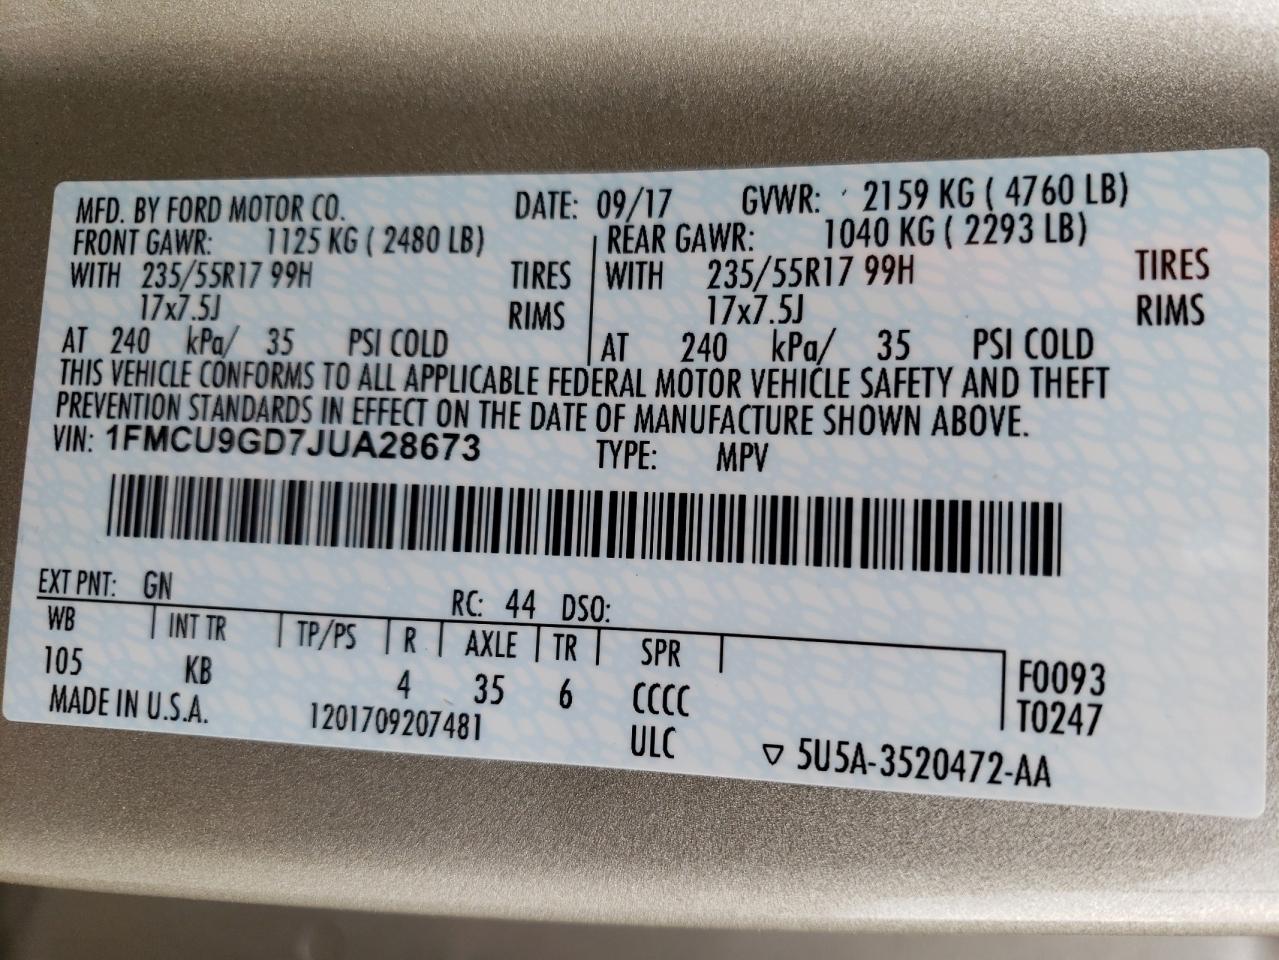 MFD. BY FORD MOTOR CO. DATE: 09/17 GVWR: 2159 KG ( 4760 LB)
FRONT GAWR: 1125 KG ( 2480 LB) REAR GAWR: 1040 KG ( 2293 LB)
WITH 235/55R17 99H TIRES WITH 235/55R17 99H TIRES
17x7.5J RIMS 17x7.5J RIMS
AT 240 kPa/ 35 PSI COLD AT 240 kPa/ 35 PSI COLD
THIS VEHICLE CONFORMS TO ALL APPLICABLE FEDERAL MOTOR VEHICLE SAFETY AND THEFT
PREVENTION STANDARDS IN EFFECT ON THE DATE OF MANUFACTURE SHOWN ABOVE.
VIN: 1FMCU9GD7JUA28673 TYPE: MPV
EXT PNT: GN RC: 44 DSO:
WB INT TR TP/PS R AXLE TR SPR
105 KB 4 35 6 CCCC F0093
T0247
MADE IN U.S.A. 1201709207481 ULC ▽ 5U5A-3520472-AA